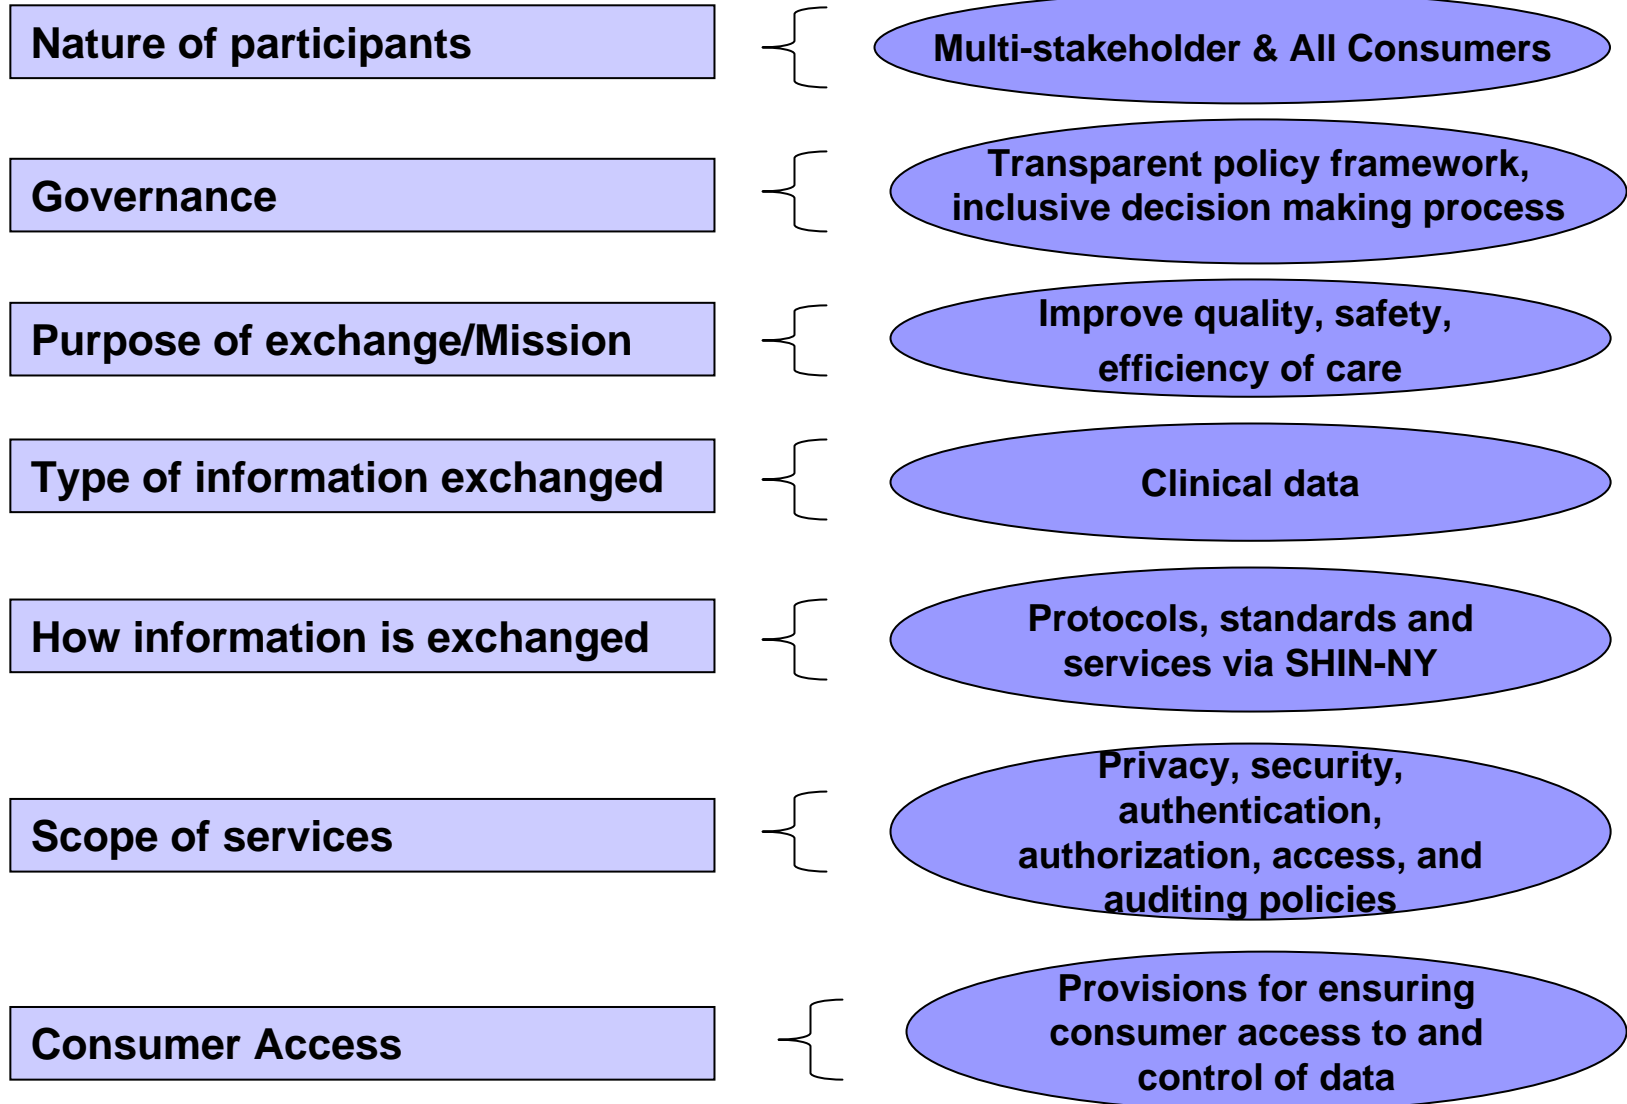 Nature of participants
Multi-stakeholder & All Consumers
Governance
Transparent policy framework,
inclusive decision making process
Purpose of exchange/Mission
Improve quality, safety,
efficiency of care
Type of information exchanged
Clinical data
How information is exchanged
Protocols, standards and
services via SHIN-NY
Scope of services
Privacy, security,
authentication,
authorization, access, and
auditing policies
Consumer Access
Provisions for ensuring
consumer access to and
control of data